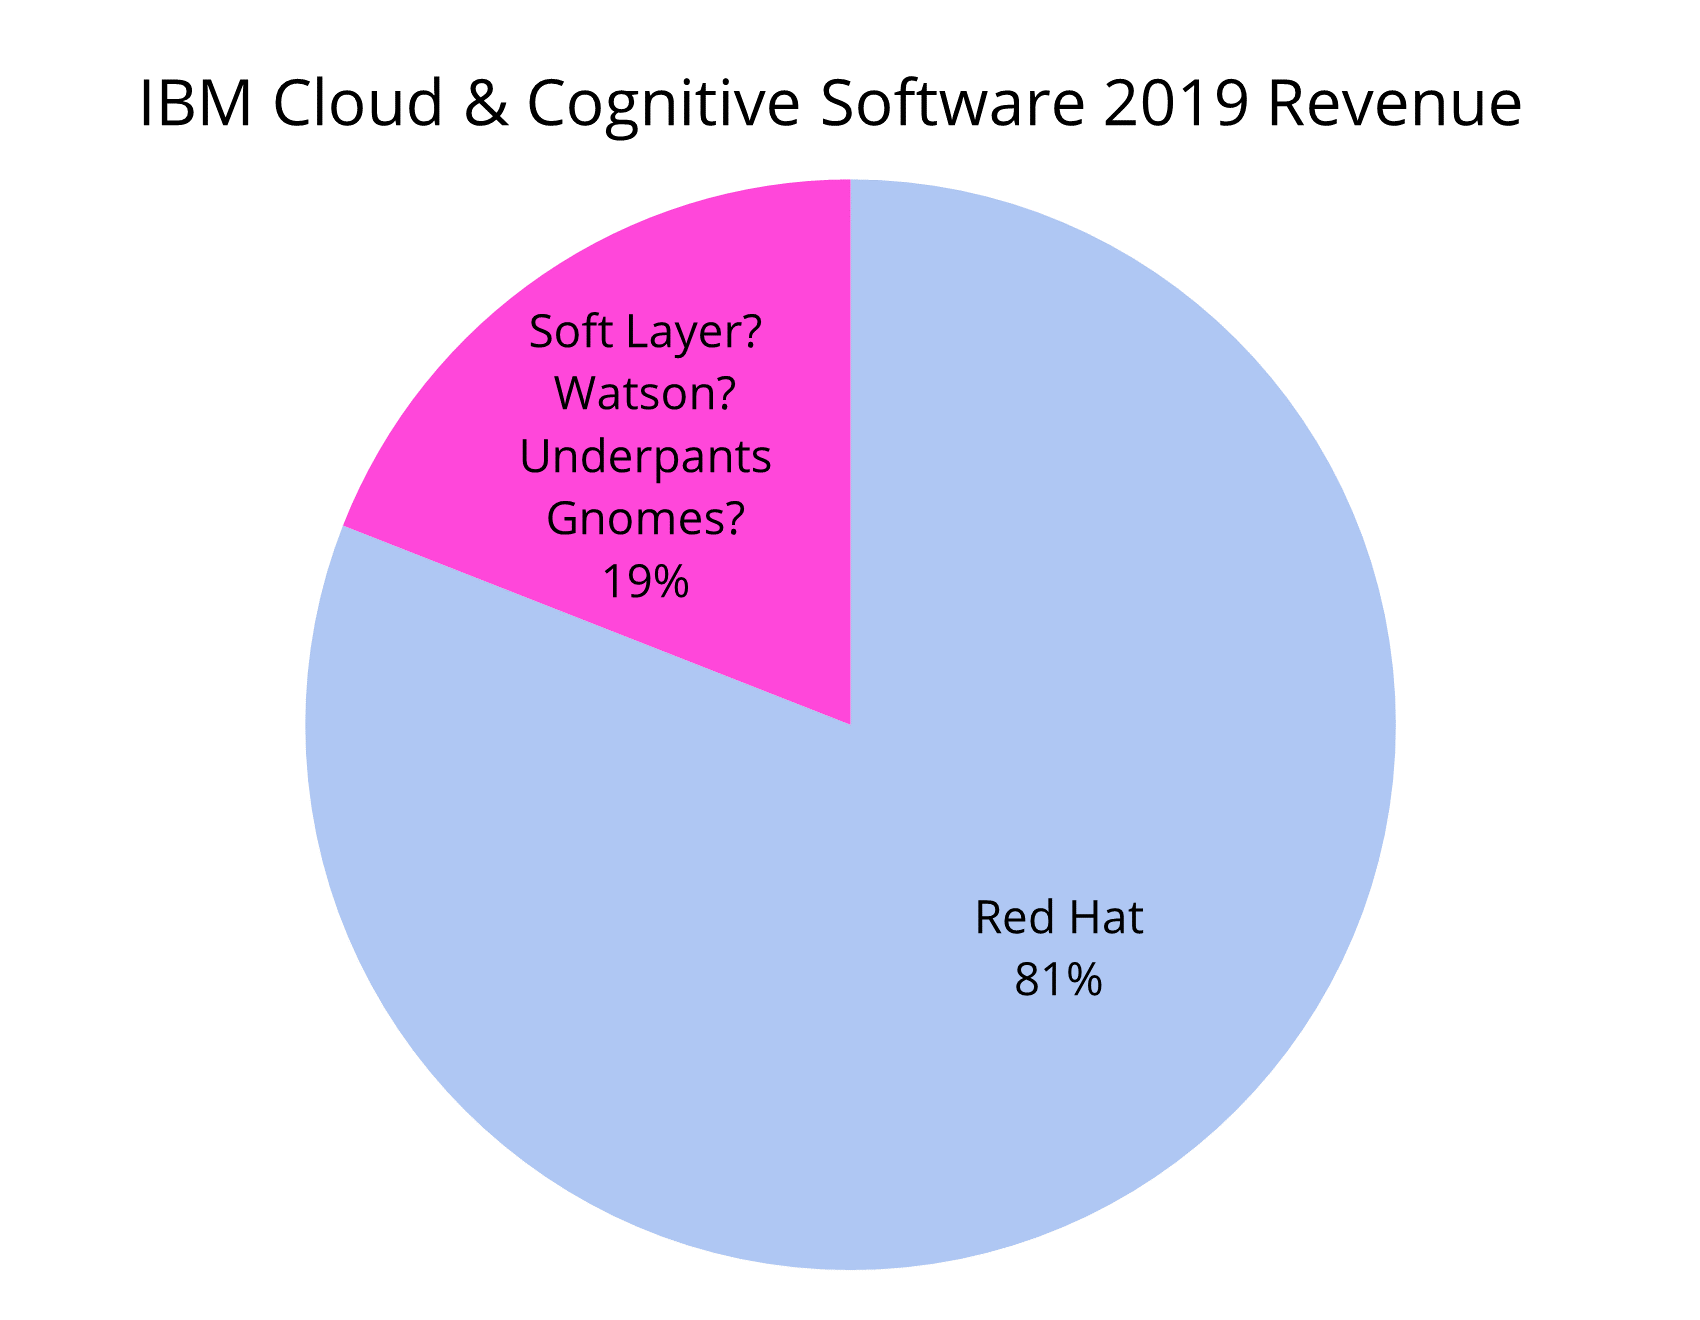 IBM Cloud & Cognitive Software 2019 Revenue
Soft Layer?
Watson?
Underpants
Gnomes?
19%
Red Hat
81%